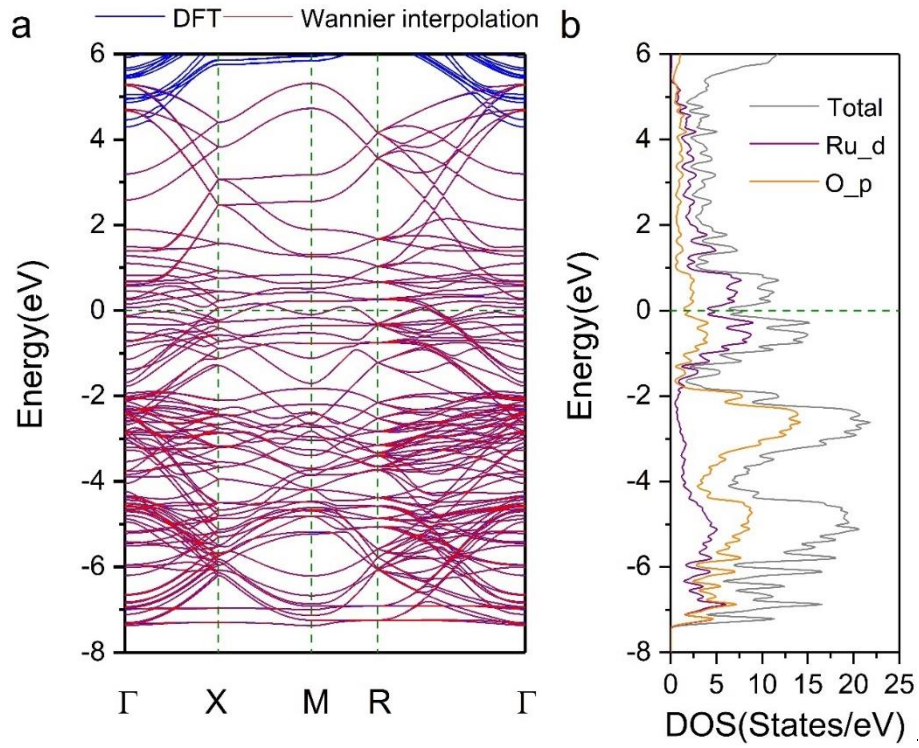 DFT Wannier interpolation
a
b
6
4
2
0
-2
-4
-6
-8
Energy(eV)
Γ X M R Γ
6
4
2
0
-2
-4
-6
-8
Energy(eV)
Total
Ru_d
O_p
0 5 10 15 20 25
DOS(States/eV)